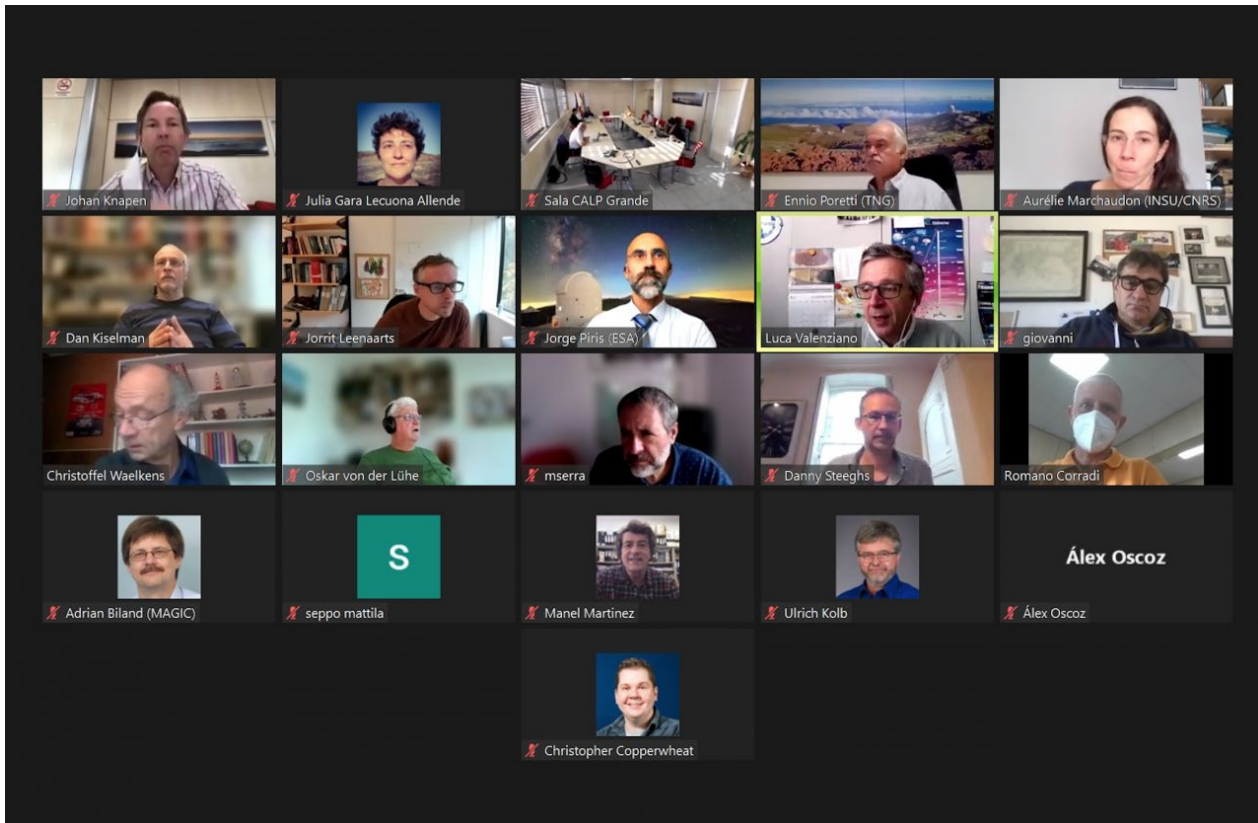 Johan Knapen
Julia Gara Lecuona Allende
Sala CALP Grande
Ennio Poretti (TNG)
Aurélie Marchaudon (INSU/CNRS)
Dan Kiselman
Jorrit Leenaarts
Jorge Piris (ESA)
Luca Valenziano
giovanni
Christoffel Waelkens
Oskar von der Lühe
mserra
Danny Steeghs
Romano Corradi
Adrian Biland (MAGIC)
S
seppo mattila
Manel Martinez
Ulrich Kolb
Álex Oscoz
Álex Oscoz
Christopher Copperwheat